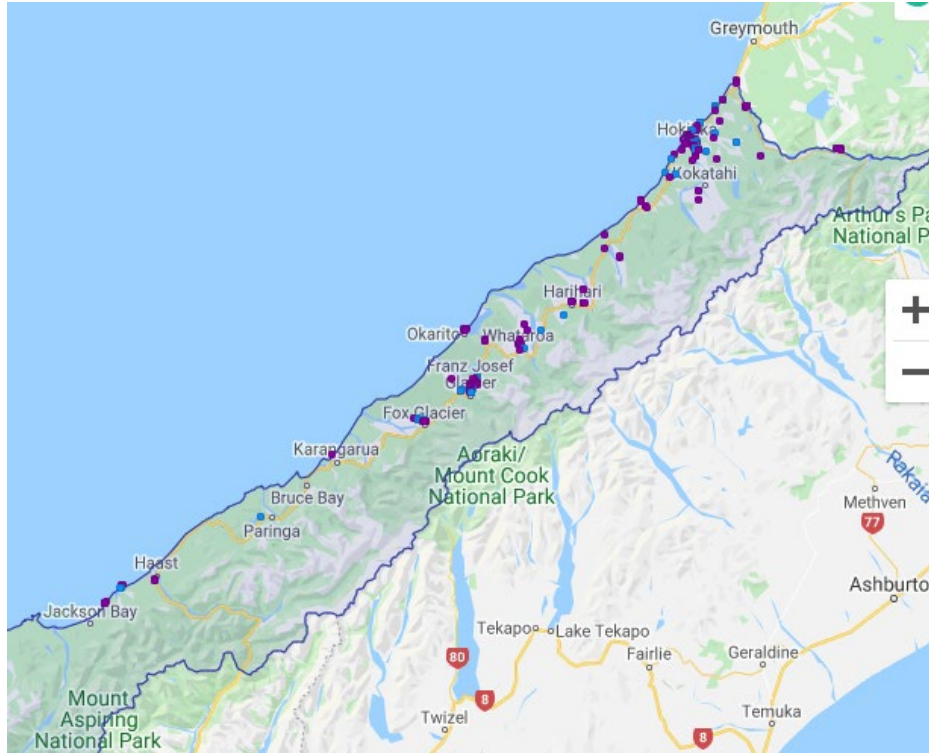 Greymouth
Hokitika
Kokatahi
Arthur's Pa
National P
Harihari
Okarito
Whataroa
Franz Josef
Glacier
Fox Glacier
Karangarua
Aoraki/
Mount Cook
National Park
Bruce Bay
Paringa
Rakaia
Methven
77
Haast
Ashburto
Jackson Bay
Tekapo
Lake Tekapo
80
Fairlie
Geraldine
8
Mount
Aspiring
National Park
Twizel
Temuka
8
+
−